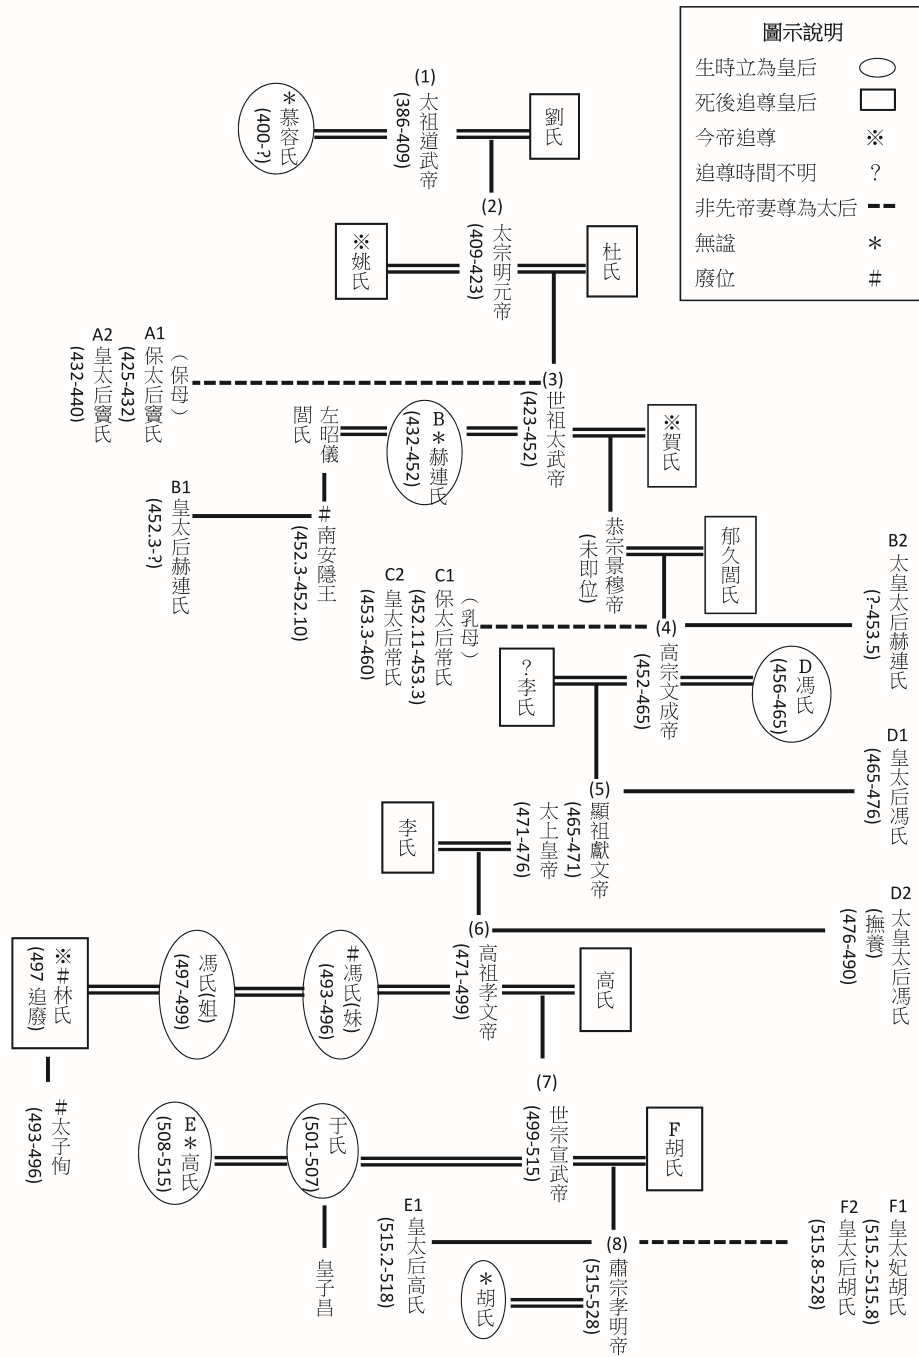 圖示說明
生時立為皇后
死後追尊皇后
今帝追尊 ※
追尊時間不明 ?
非先帝妻尊為太后
無諡 *
廢位 #
(1)
太祖道武帝
(386-409)
*慕容氏
(400-?)
劉氏
(2)
太宗明元帝
(409-423)
※姚氏
杜氏
(3)
世祖太武帝
(423-452)
(保母)
A1
保太后竇氏
(425-432)
A2
皇太后竇氏
(432-440)
※賀氏
B
*赫連氏
(432-452)
左昭儀
閭氏
#南安隱王
(452.3-452.10)
B1
皇太后赫連氏
(452.3-?)
恭宗景穆帝
(未即位)
郁久閭氏
B2
太皇太后赫連氏
(?-453.5)
(4)
高宗文成帝
(452-465)
(乳母)
C1
保太后常氏
(452.11-453.3)
C2
皇太后常氏
(453.3-460)
?李氏
D
馮氏
(456-465)
D1
皇太后馮氏
(465-476)
(5)
顯祖獻文帝
(465-471)
太上皇帝
(471-476)
李氏
D2
太皇太后馮氏
(撫養)
(476-490)
(6)
高祖孝文帝
(471-499)
高氏
#馮氏(妹)
(493-496)
馮氏(姐)
(497-499)
※#林氏
(497 追廢)
#太子恂
(493-496)
(7)
世宗宣武帝
(499-515)
F
胡氏
于氏
(501-507)
E
*高氏
(508-515)
皇子昌
(8)
肅宗孝明帝
(515-528)
E1
皇太后高氏
(515.2-518)
*胡氏
F1
皇太妃胡氏
(515.2-515.8)
F2
皇太后胡氏
(515.8-528)